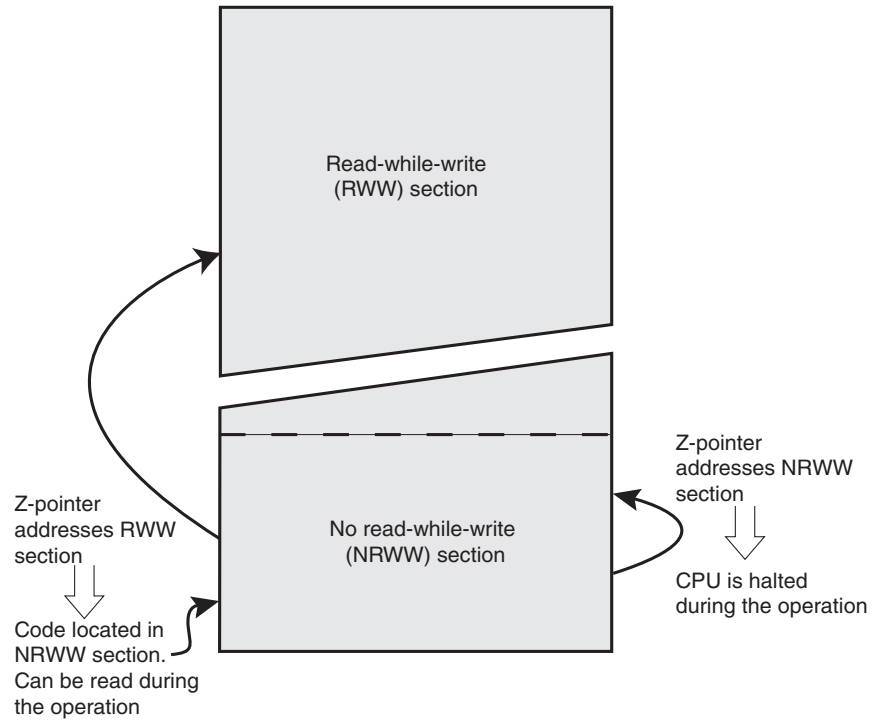 Read-while-write
(RWW) section
Z-pointer
addresses NRWW
section
CPU is halted
during the operation
No read-while-write
(NRWW) section
Z-pointer
addresses RWW
section
Code located in
NRWW section.
Can be read during
the operation